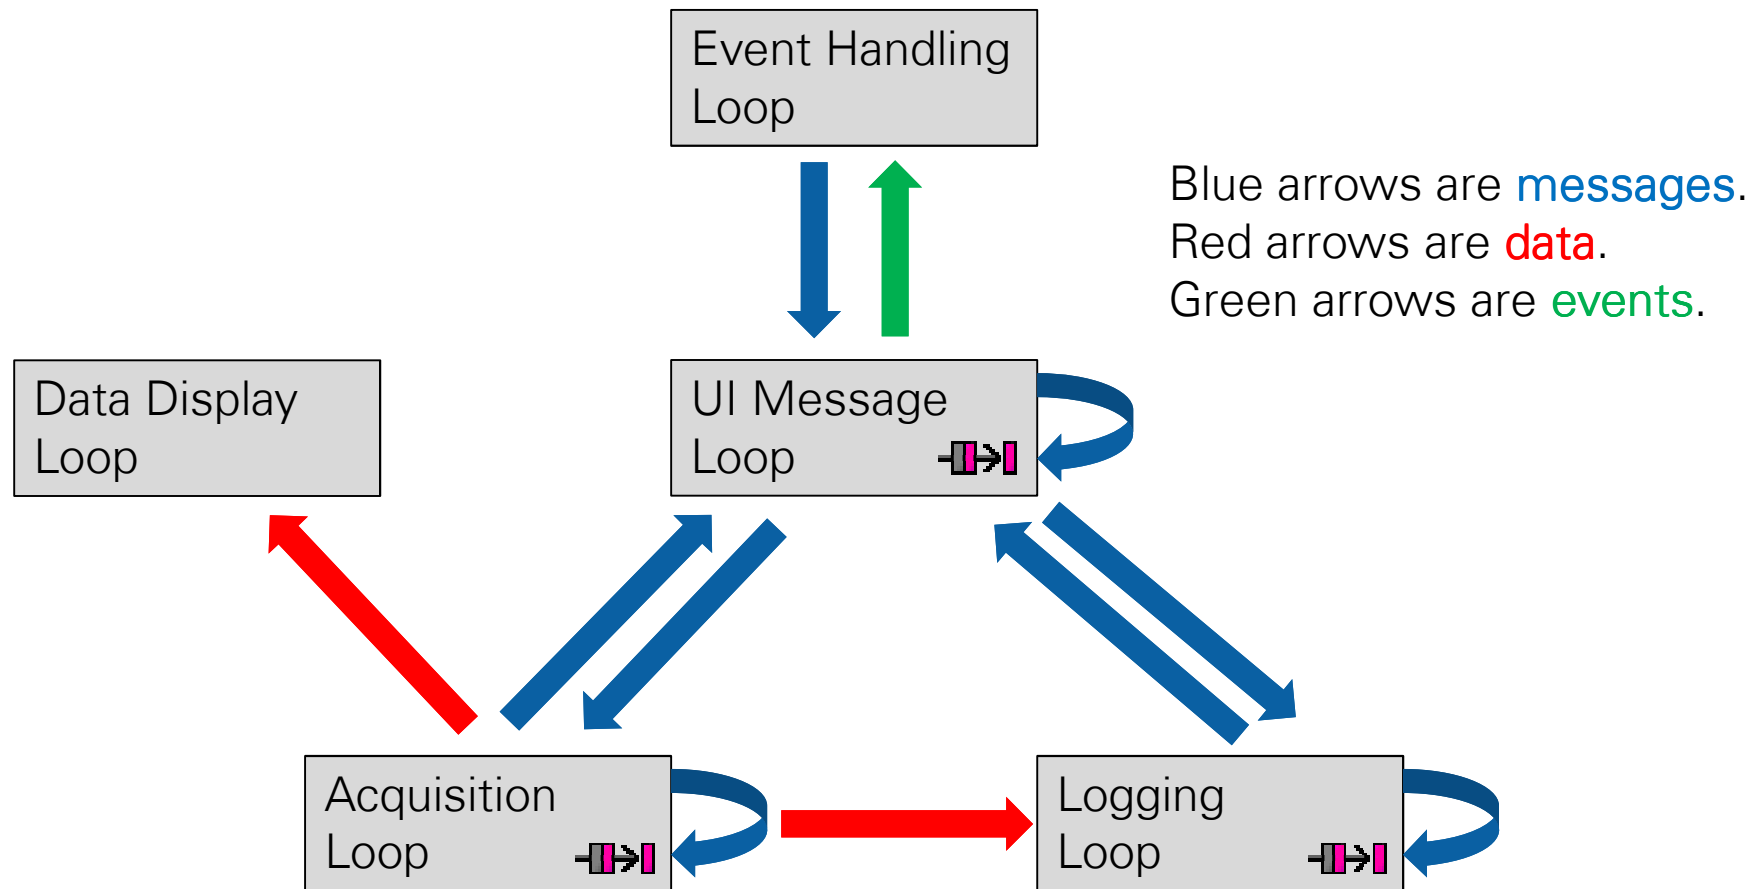 Event Handling
Loop
Blue arrows are messages.
Red arrows are data.
Green arrows are events.
Data Display
Loop
UI Message
Loop
Acquisition
Loop
Logging
Loop